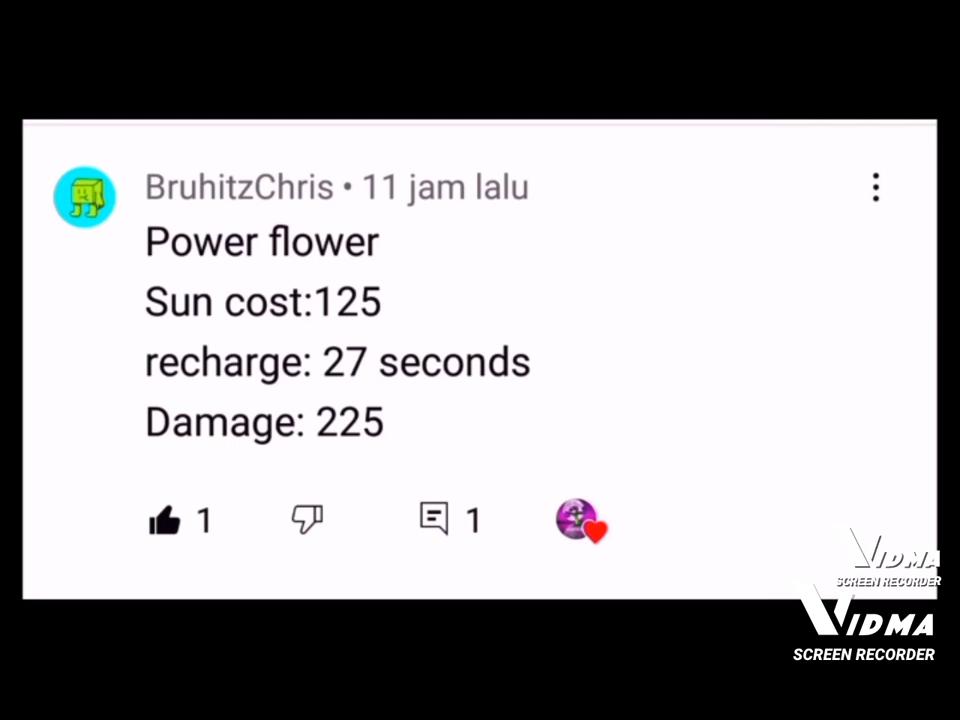 BruhitzChris • 11 jam lalu
Power flower
Sun cost:125
recharge: 27 seconds
Damage: 225
1
1
VIDMA
SCREEN RECORDER
VIDMA
SCREEN RECORDER